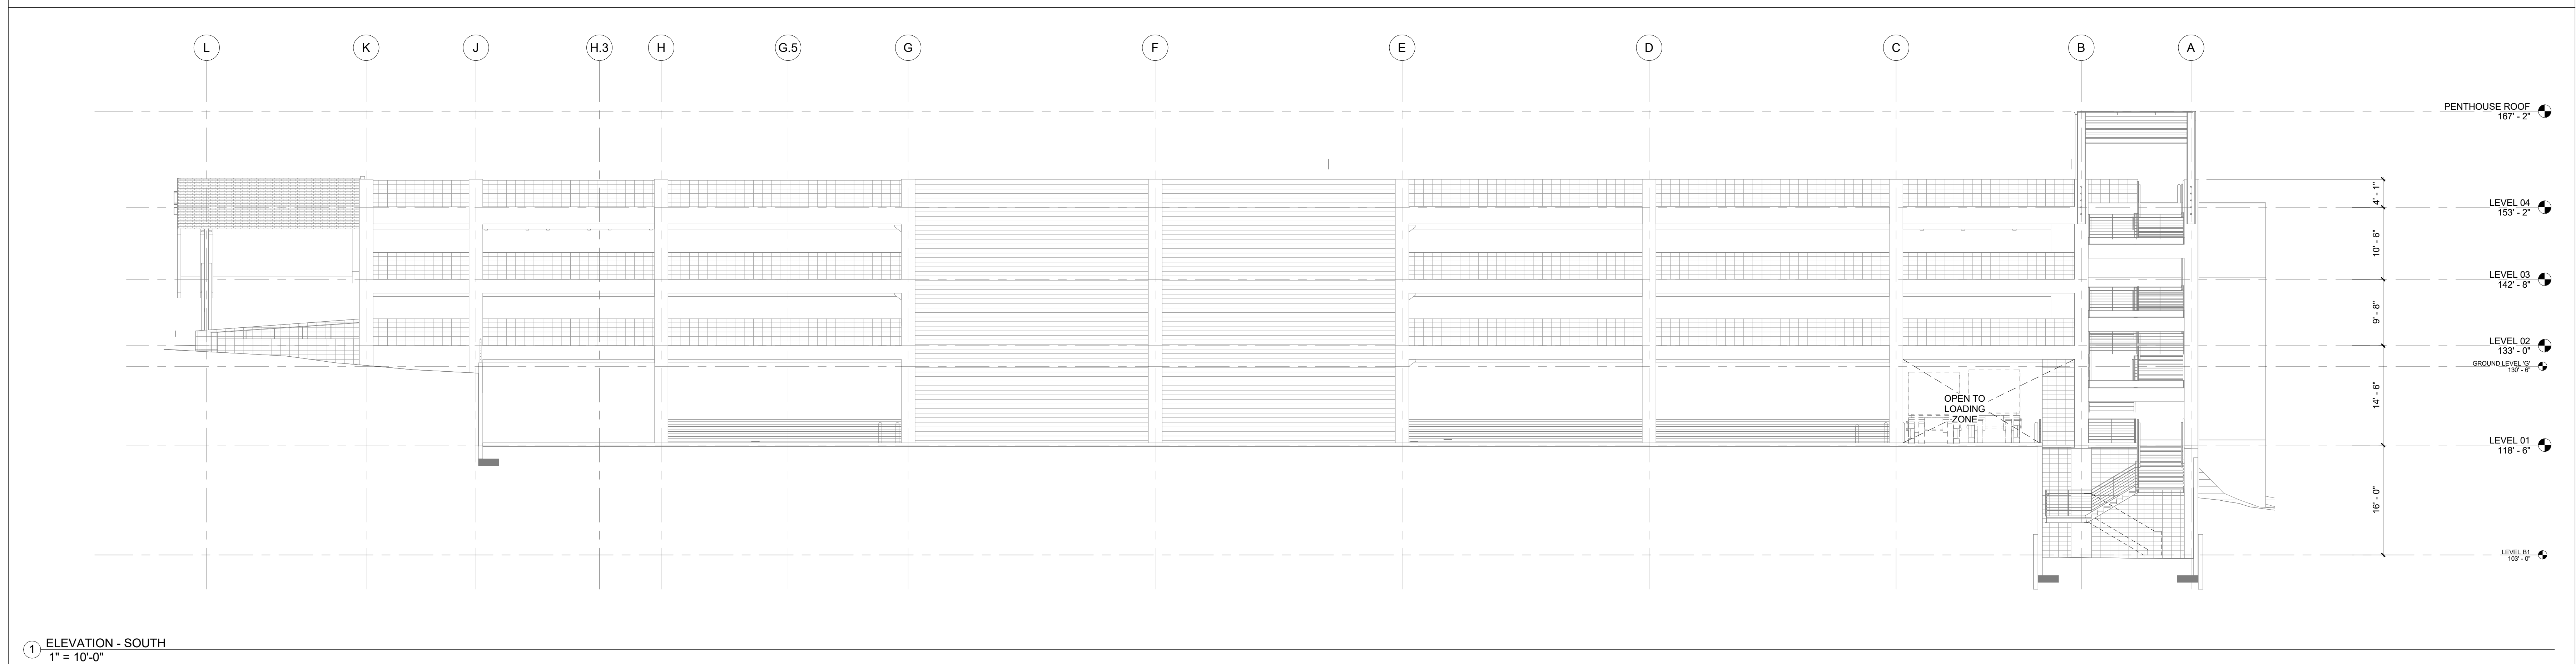 L K J H.3 H G.5 G F E D C B A
PENTHOUSE ROOF
167' - 2"
4' - 1"
LEVEL 04
153' - 2"
10' - 6"
LEVEL 03
142' - 8"
9' - 8"
LEVEL 02
133' - 0"
GROUND LEVEL 'G'
130' - 6"
14' - 6"
OPEN TO
LOADING
ZONE
LEVEL 01
118' - 6"
16' - 0"
LEVEL B1
103' - 0"
1 ELEVATION - SOUTH
1" = 10'-0"